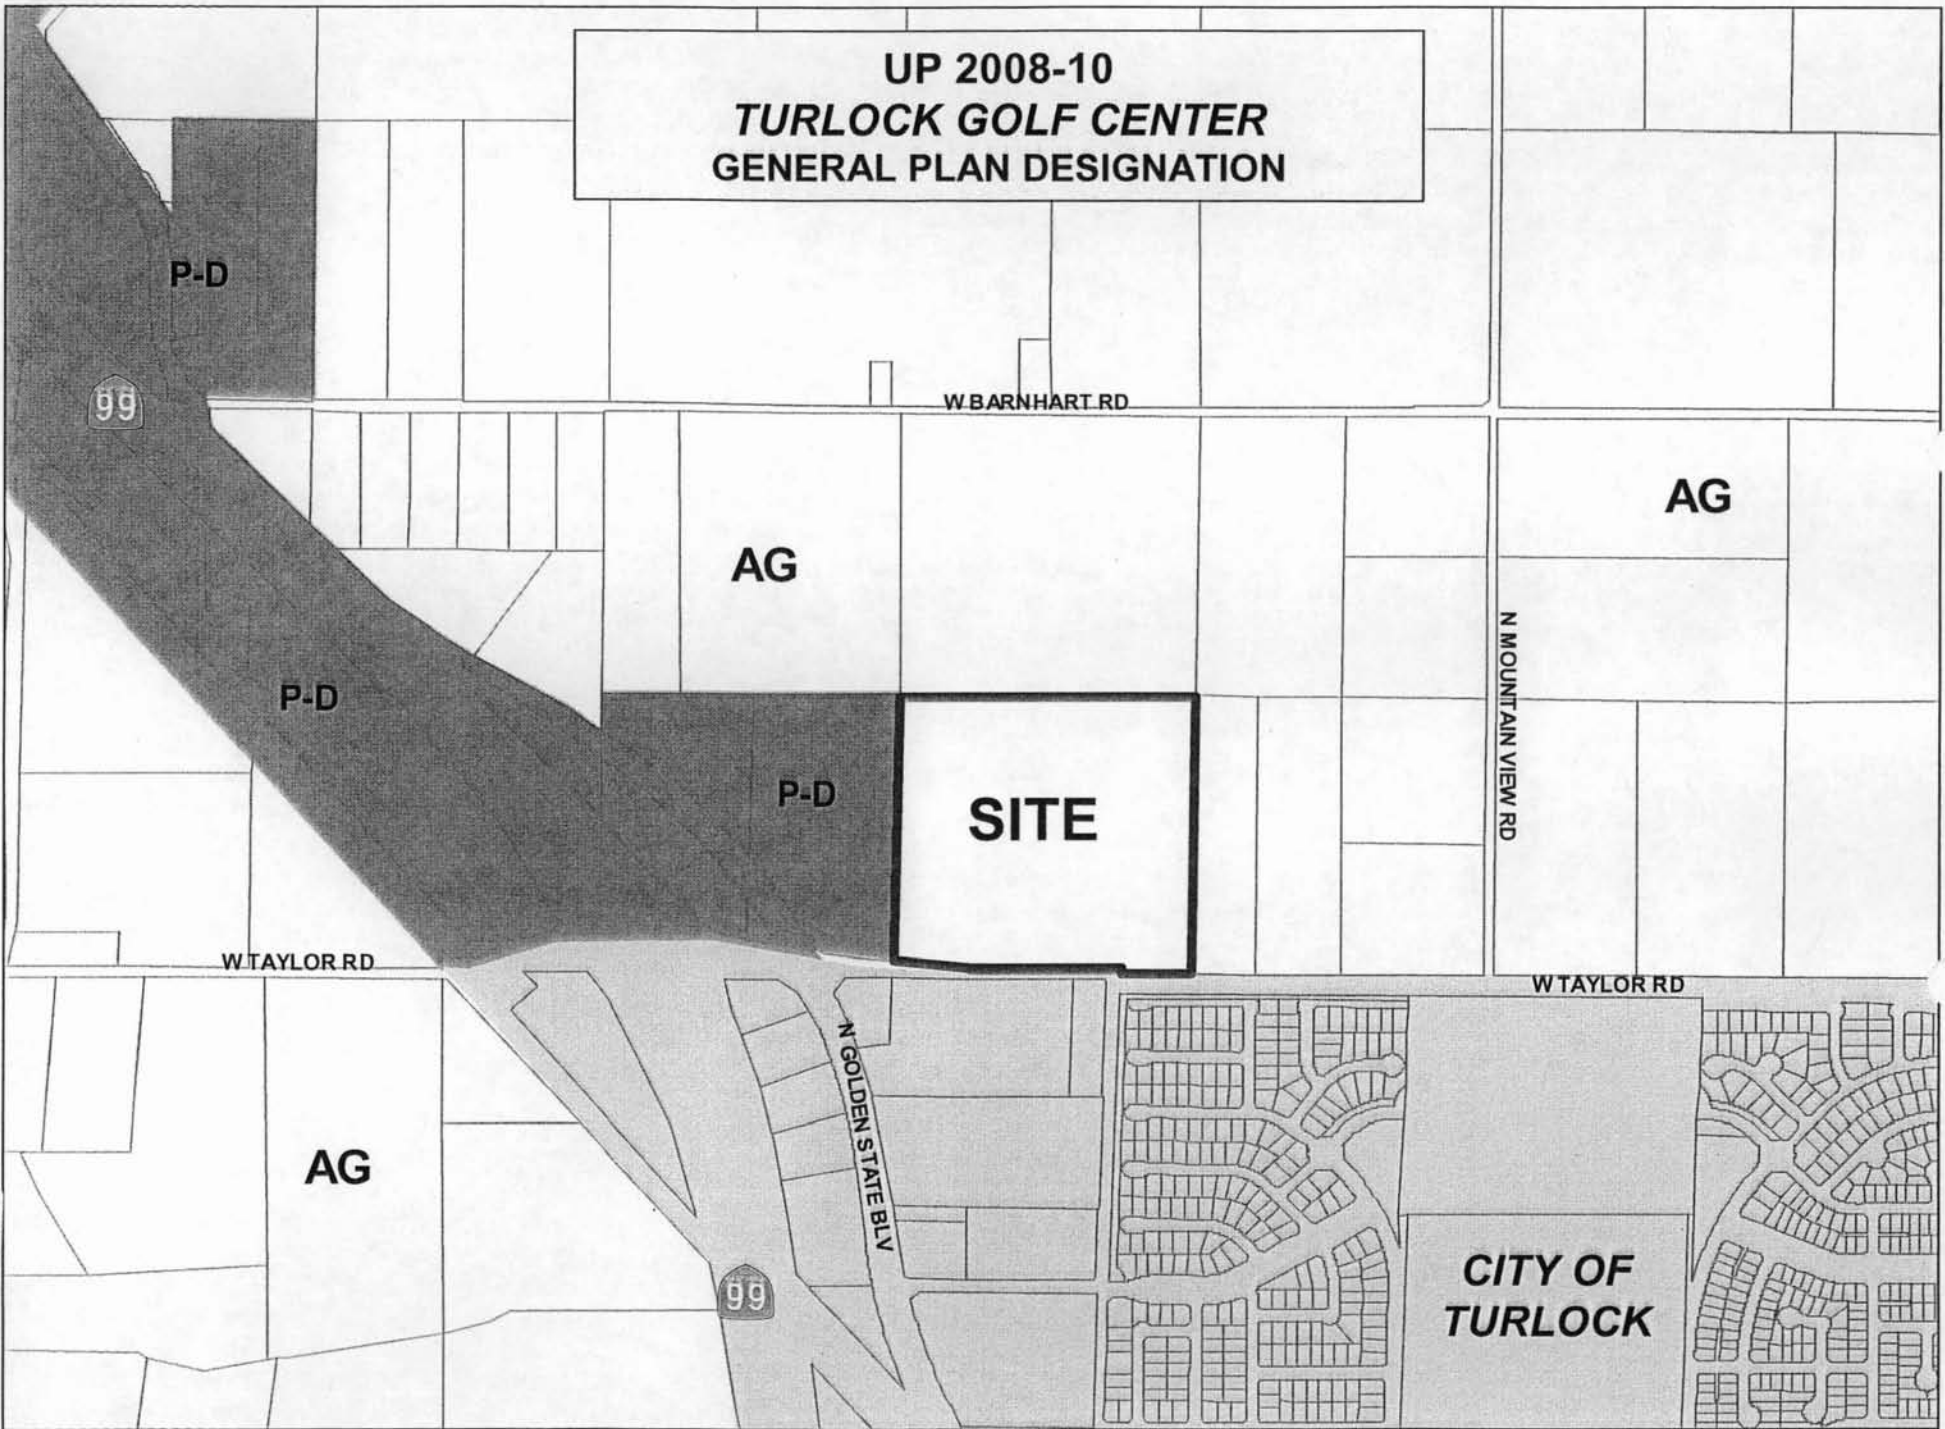 UP 2008-10
TURLOCK GOLF CENTER
GENERAL PLAN DESIGNATION
P-D
99
W BARNHART RD
AG
AG
N MOUNTAIN VIEW RD
P-D
P-D
SITE
W TAYLOR RD
W TAYLOR RD
N GOLDEN STATE BLV
AG
99
CITY OF
TURLOCK